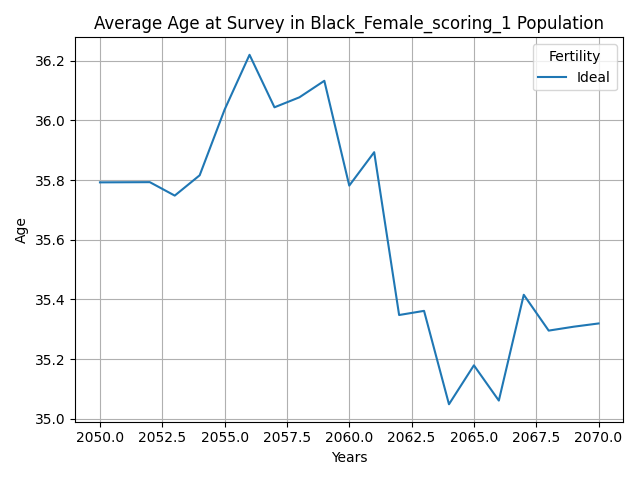 Average Age at Survey in Black_Female_scoring_1 Population
Fertility
Ideal
36.2
36.0
35.8
35.6
35.4
35.2
35.0
Age
2050.0 2052.5 2055.0 2057.5 2060.0 2062.5 2065.0 2067.5 2070.0
Years